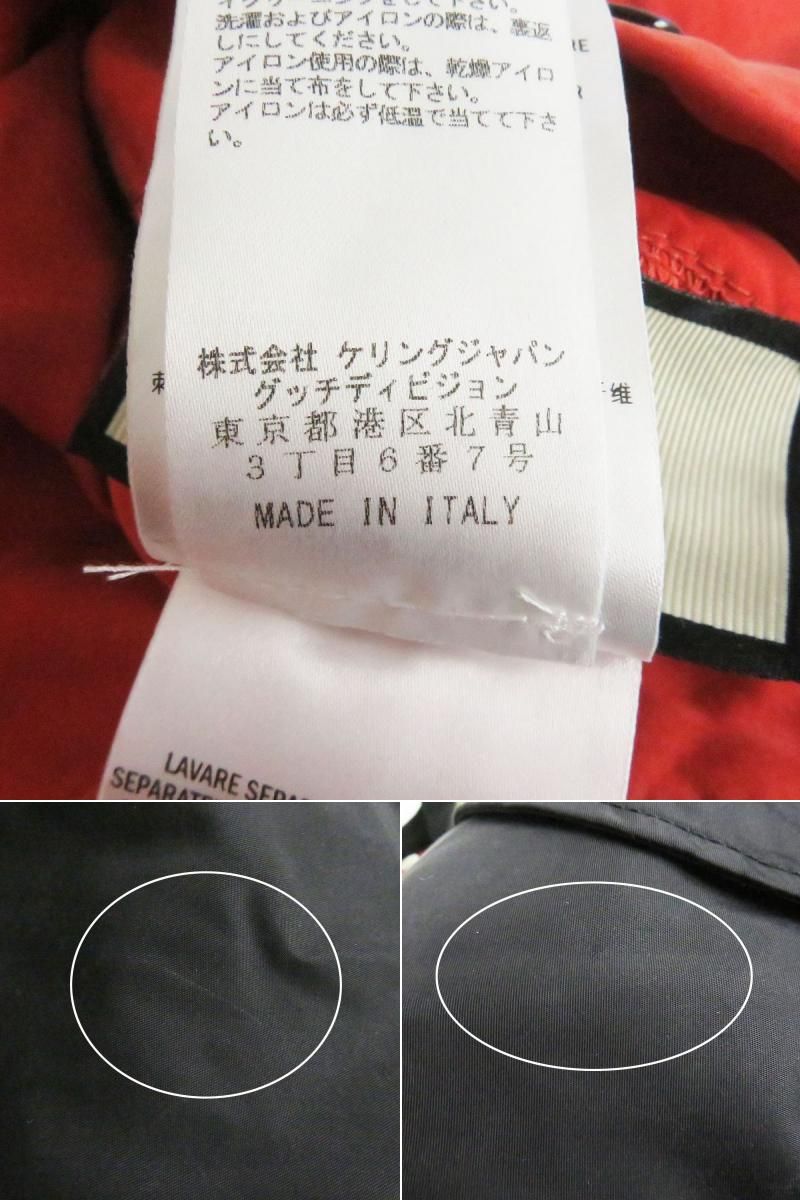 洗濯およびアイロンの際は、裏返
しにしてください。
アイロン使用の際は、乾燥アイロ
ンに当て布をして下さい。
アイロンは必ず低温で当てて下さ
い。
株式会社 ケリングジャパン
グッチディビジョン
東京都港区北青山
3丁目6番7号
MADE IN ITALY
维
LAVARE